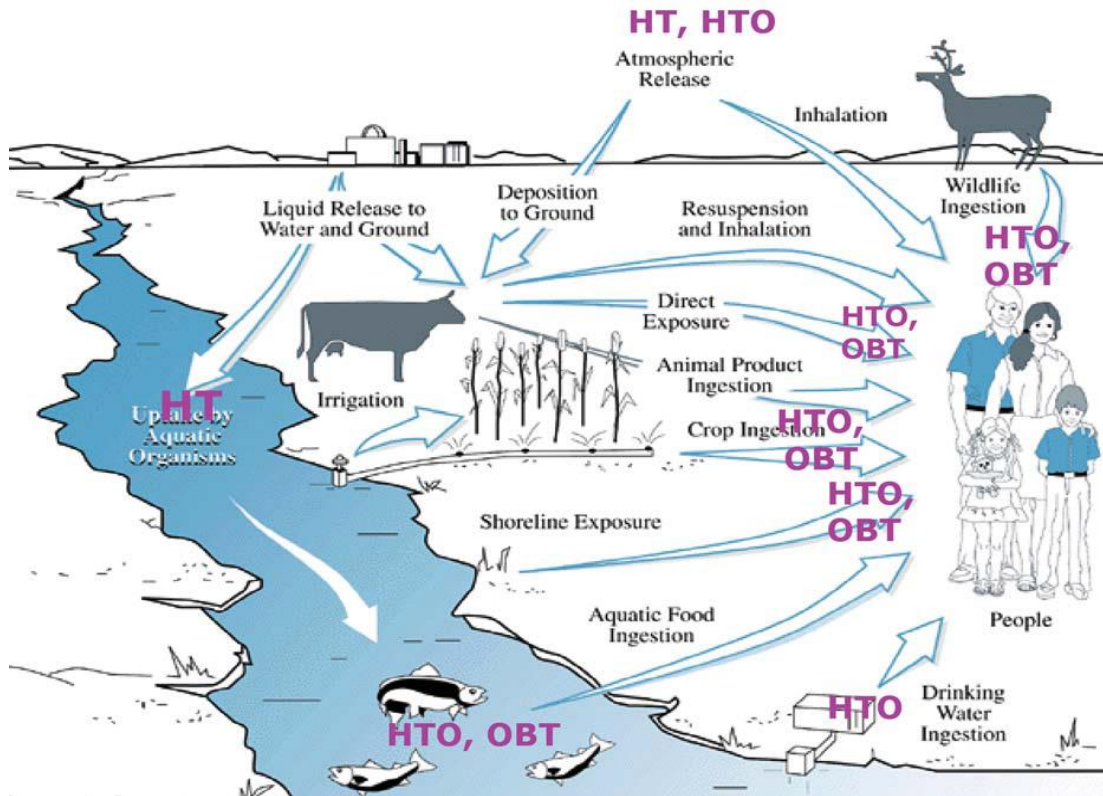 HT, HTO
Atmospheric
Release
Inhalation
Wildlife
Ingestion
HTO,
OBT
Liquid Release to
Water and Ground
Deposition
to Ground
Resuspension
and Inhalation
Direct
Exposure
HTO,
OBT
Animal Product
Ingestion
Irrigation
HT
Uptake by
Aquatic
Organisms
Crop Ingestion
HTO,
OBT
HTO,
OBT
Shoreline Exposure
Aquatic Food
Ingestion
People
HTO
Drinking
Water
Ingestion
HTO, OBT